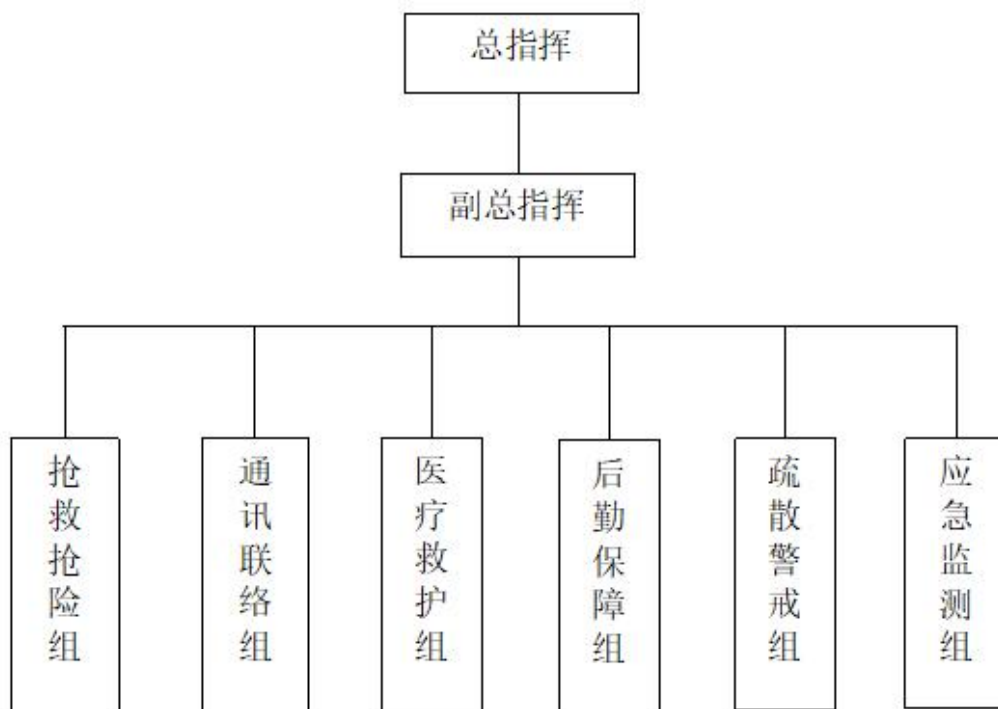 总指挥
副总指挥
抢救抢险组
通讯联络组
医疗救护组
后勤保障组
疏散警戒组
应急监测组